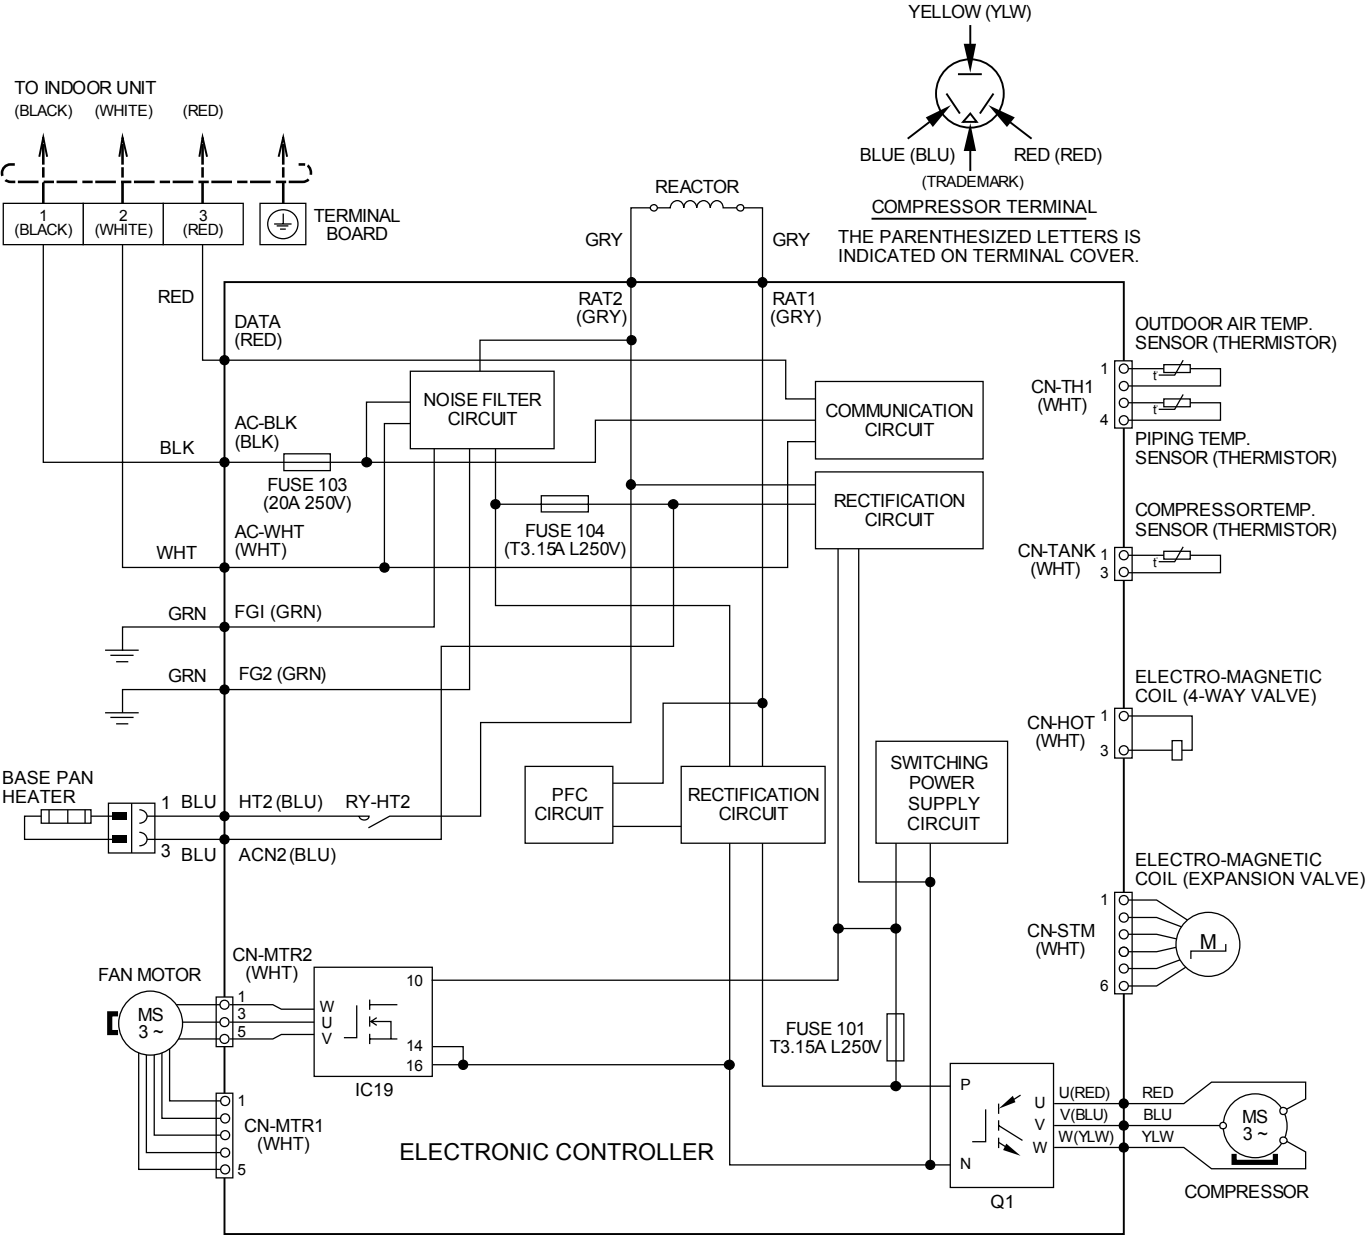 YELLOW (YLW)
TO INDOOR UNIT
(BLACK) (WHITE) (RED)
BLUE (BLU) RED (RED)
(TRADEMARK)
COMPRESSOR TERMINAL
THE PARENTHESIZED LETTERS IS
INDICATED ON TERMINAL COVER.
REACTOR
1 2 3
(BLACK) (WHITE) (RED)
TERMINAL
BOARD
GRY GRY
RED
RAT2
(GRY)
RAT1
(GRY)
DATA
(RED)
NOISE FILTER
CIRCUIT
COMMUNICATION
CIRCUIT
AC-BLK
(BLK)
BLK
FUSE 103
(20A 250V)
RECTIFICATION
CIRCUIT
FUSE 104
(T3.15A L250V)
AC-WHT
(WHT)
WHT
GRN FG1 (GRN)
GRN FG2 (GRN)
OUTDOOR AIR TEMP.
SENSOR (THERMISTOR)
CN-TH1
(WHT)
1
t
t
4
PIPING TEMP.
SENSOR (THERMISTOR)
COMPRESSOR TEMP.
SENSOR (THERMISTOR)
CN-TANK
(WHT)
1
t
3
ELECTRO-MAGNETIC
COIL (4-WAY VALVE)
CN-HOT
(WHT)
1
3
BASE PAN
HEATER
1 BLU HT2 (BLU) RY-HT2
3 BLU ACN2 (BLU)
PFC
CIRCUIT
RECTIFICATION
CIRCUIT
SWITCHING
POWER
SUPPLY
CIRCUIT
ELECTRO-MAGNETIC
COIL (EXPANSION VALVE)
CN-STM
(WHT)
1
6
M
FAN MOTOR
MS
3 ~
CN-MTR2
(WHT)
1
3
5
W
U
V
10
14
16
IC19
CN-MTR1
(WHT)
1
5
FUSE 101
T3.15A L250V
ELECTRONIC CONTROLLER
P
N
U
V
W
Q1
U(RED) RED
V(BLU) BLU
W(YLW) YLW
MS
3 ~
COMPRESSOR